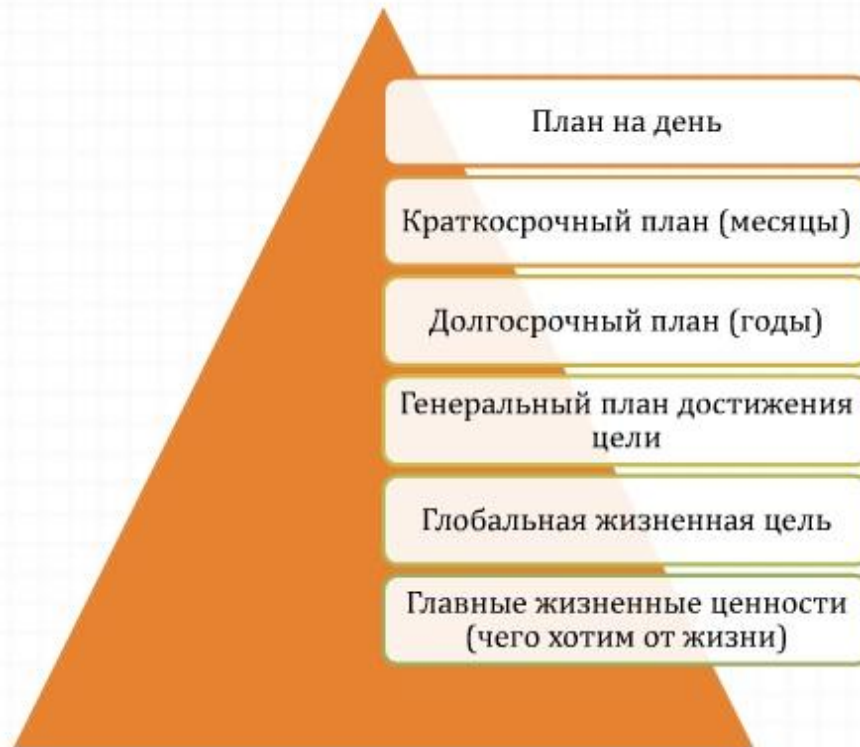 План на день
Краткосрочный план (месяцы)
Долгосрочный план (годы)
Генеральный план достижения
цели
Глобальная жизненная цель
Главные жизненные ценности
(чего хотим от жизни)